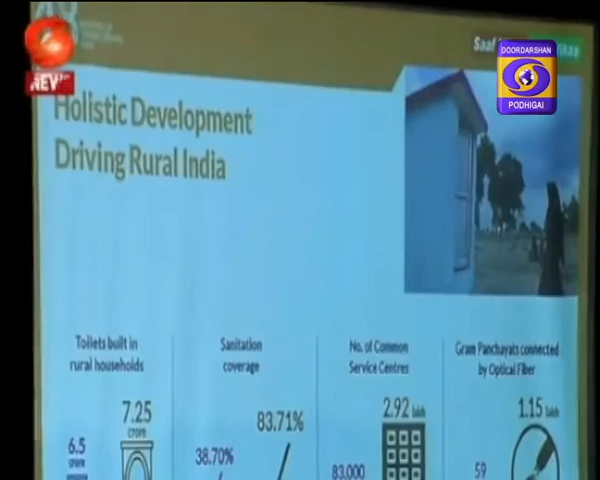 NEW
DOORDARSHAN
PODHIGAI
Holistic Development
Driving Rural India
Toilets built in
rural households
6.5
crore
7.25
crore
Sanitation
coverage
38.70%
83.71%
No. of Common
Service Centres
83,000
2.92 lakh
Gram Panchayats connected
by Optical Fiber
59
1.15 lakh